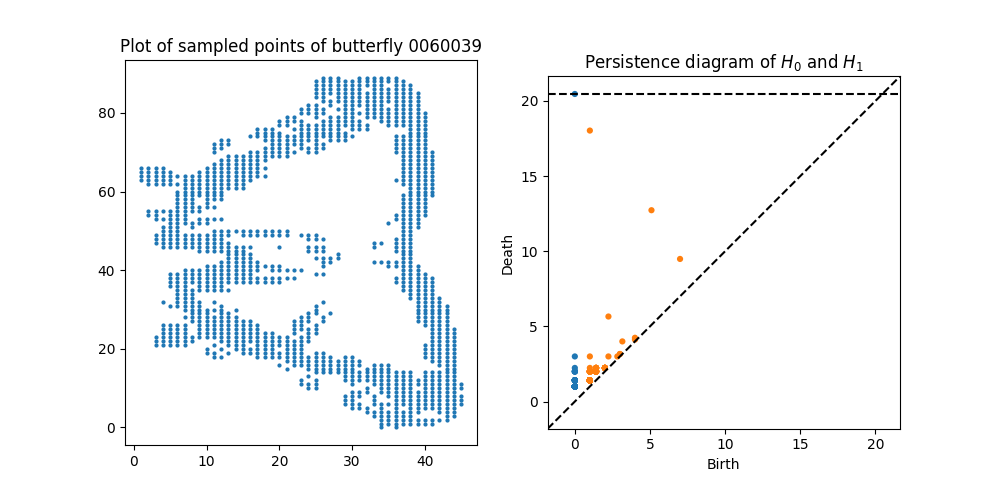 Plot of sampled points of butterfly 0060039
80
60
40
20
0
0 10 20 30 40
Persistence diagram of H₀ and H₁
20
15
10
5
0
Death
0 5 10 15 20
Birth